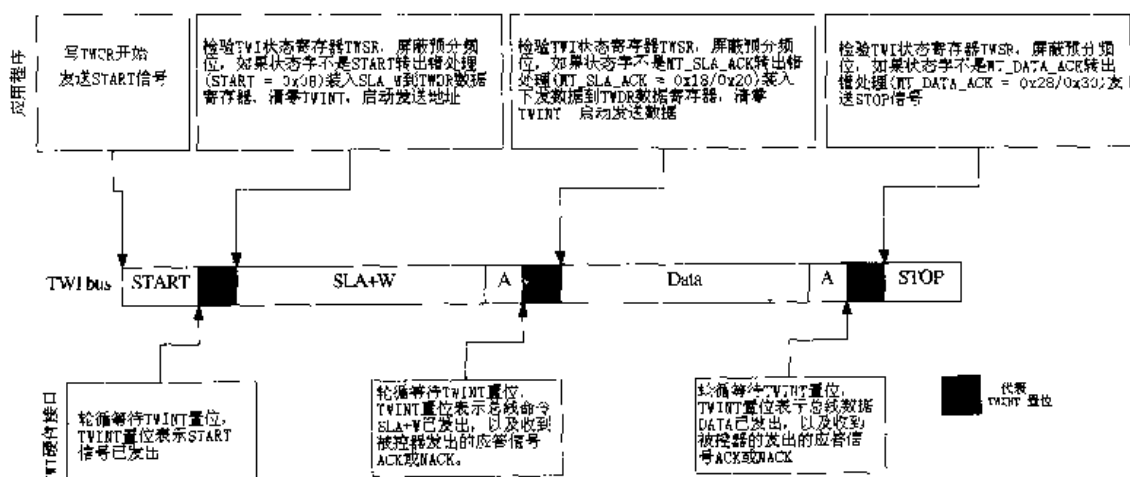 应用程序
写TWCR开始
发送START信号
检验TWI状态寄存器TWSR，屏蔽预分频
位，如果状态字不是START转出错处理
(START = 0x08)装入SLA_W到TWDR数据
寄存器，清零TWINT，启动发送地址
检验TWI状态寄存器TWSR，屏蔽预分频
位，如果状态字不是MT_SLA_ACK转出错
处理(MT_SLA_ACK = 0x18/0x20)装入
下发数据到TWDR数据寄存器，清零
TWINT 启动发送数据
检验TWI状态寄存器TWSR，屏蔽预分频
位，如果状态字不是MT_DATA_ACK转出
错处理(MT_DATA_ACK = 0x28/0x30)发
送STOP信号
TWI bus START SLA+W A Data A STOP
硬件接口
轮循等待TWINT置位，
TWINT置位表示START
信号已发出
轮循等待TWINT置位，
TWINT置位表示总线命令
SLA+W已发出，以及收到
被控器发出的应答信号
ACK或NACK。
轮循等待TWINT置位，
TWINT置位表示总线数据
DATA已发出，以及收到
被控器的发出的应答信
号ACK或NACK
代表
TWINT 置位